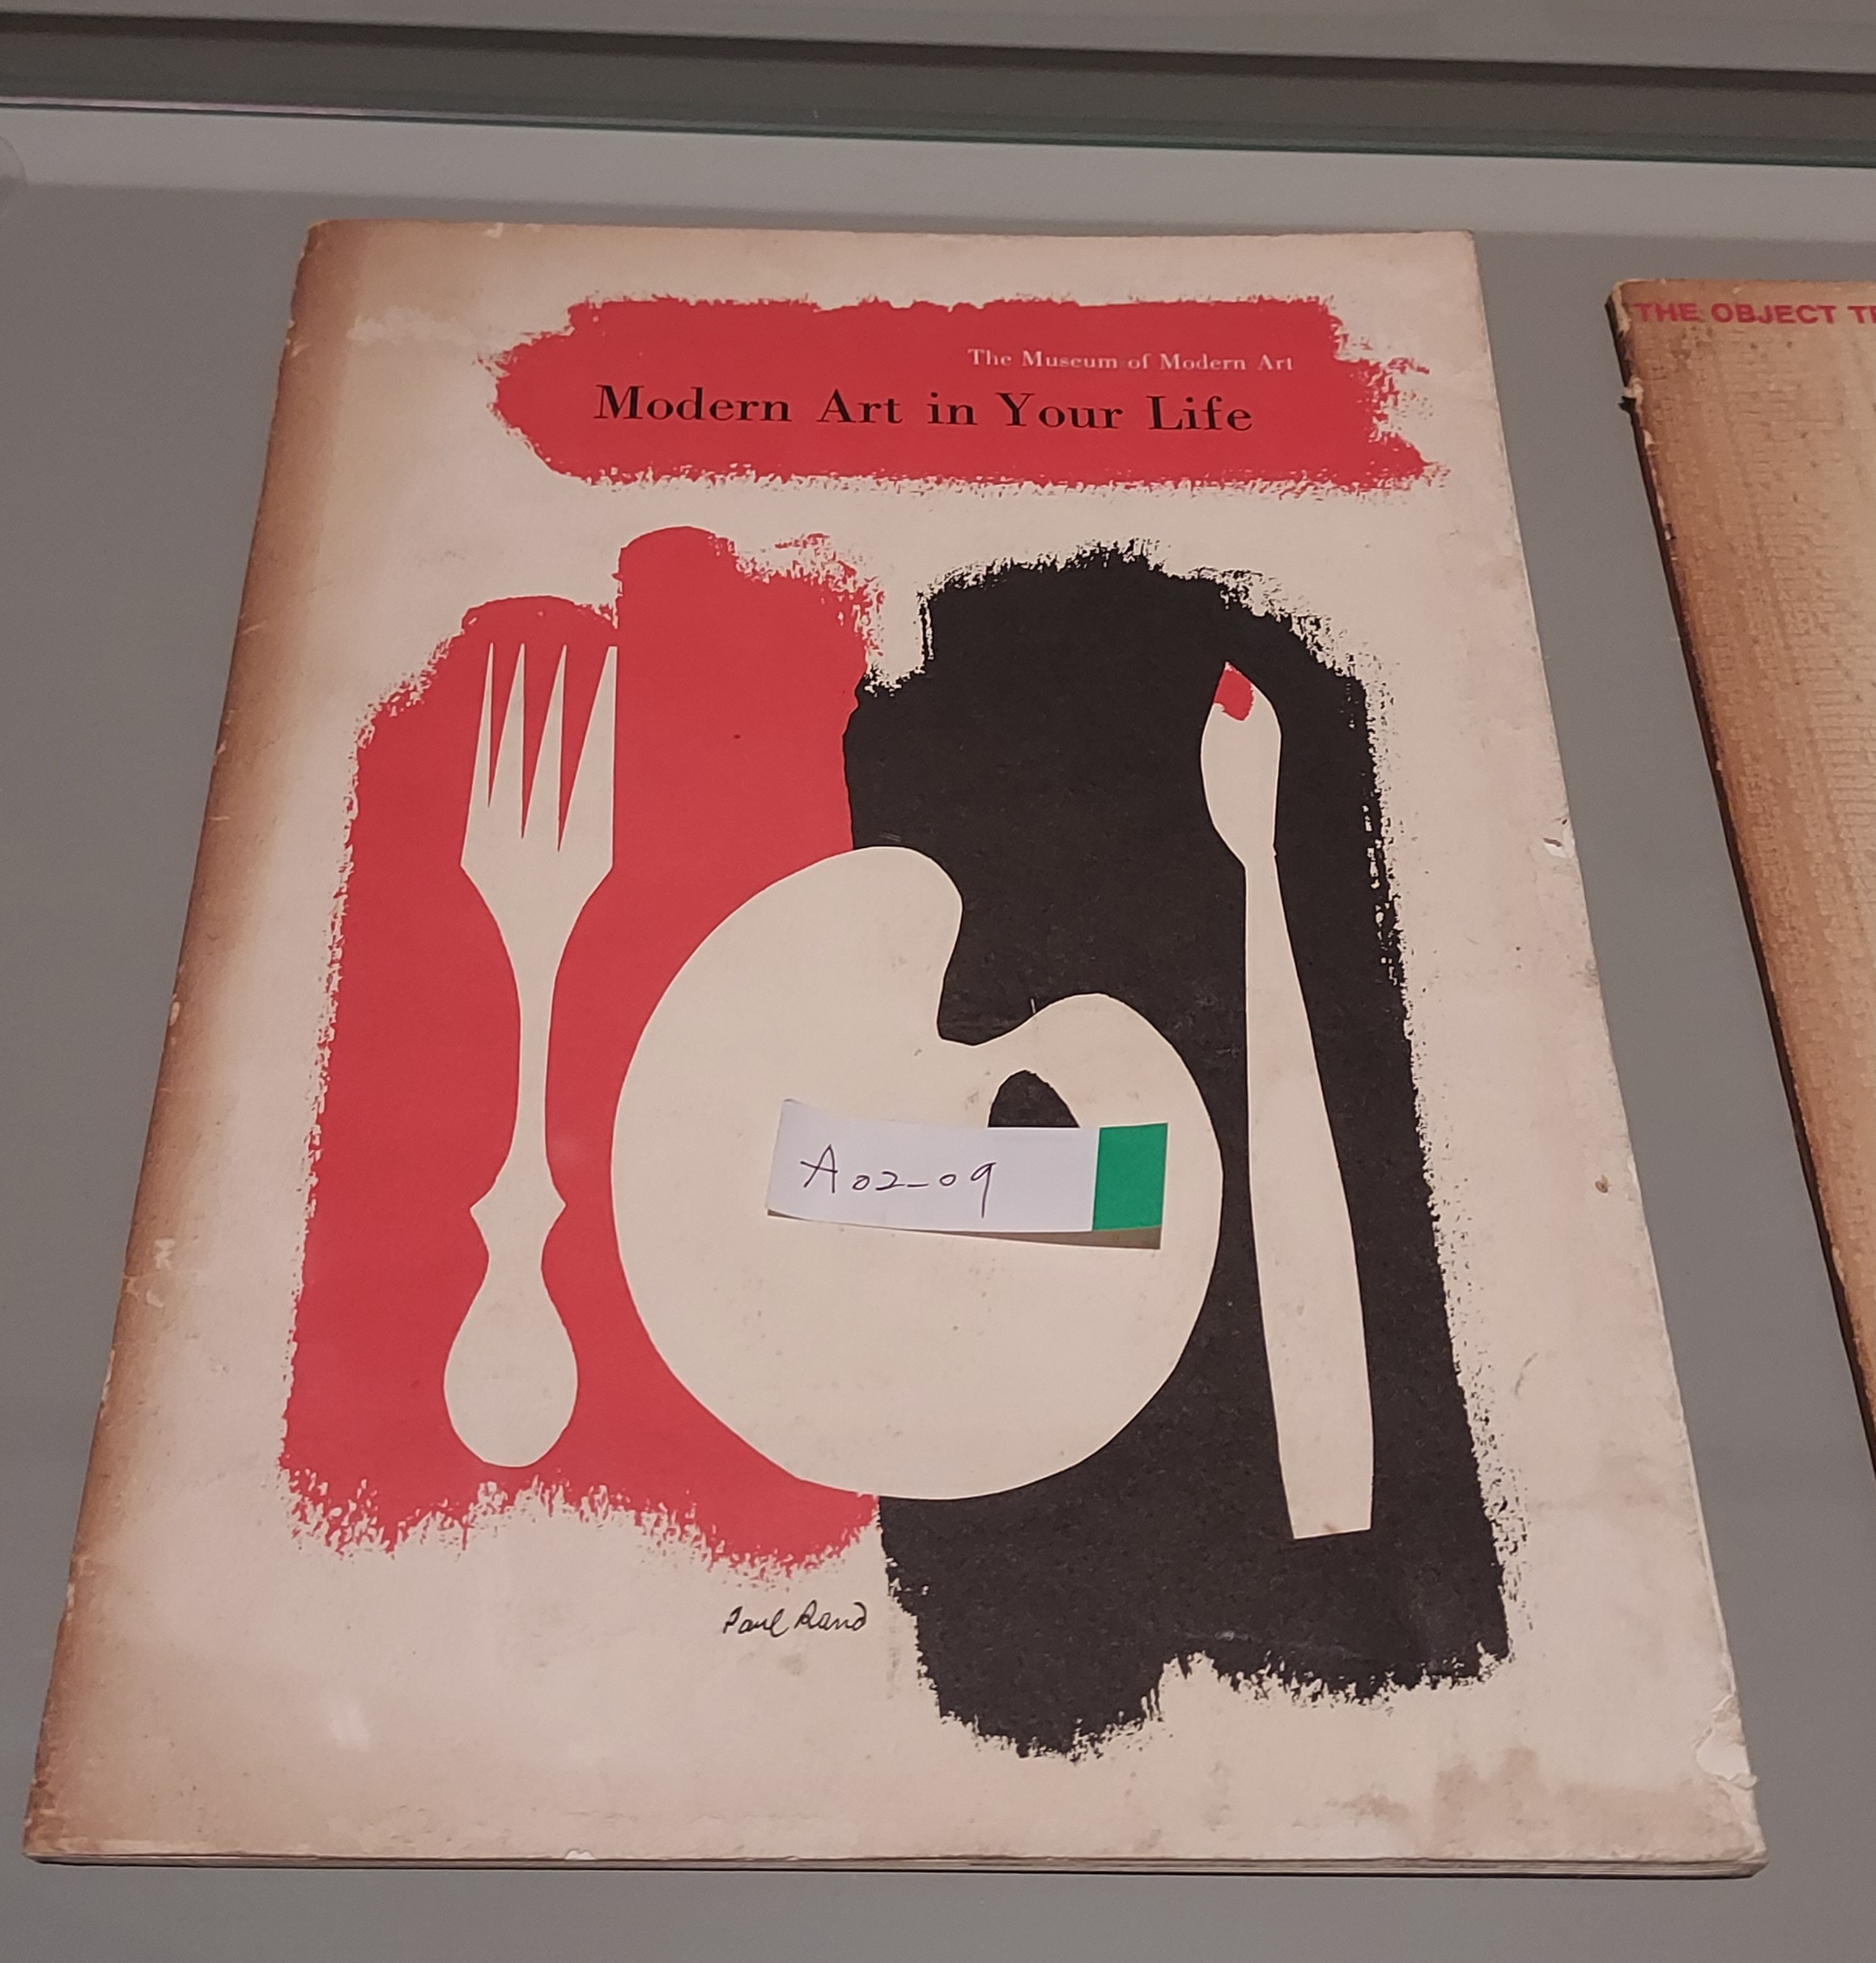 The Museum of Modern Art
Modern Art in Your Life
A02-09
Paul Rand
THE OBJECT